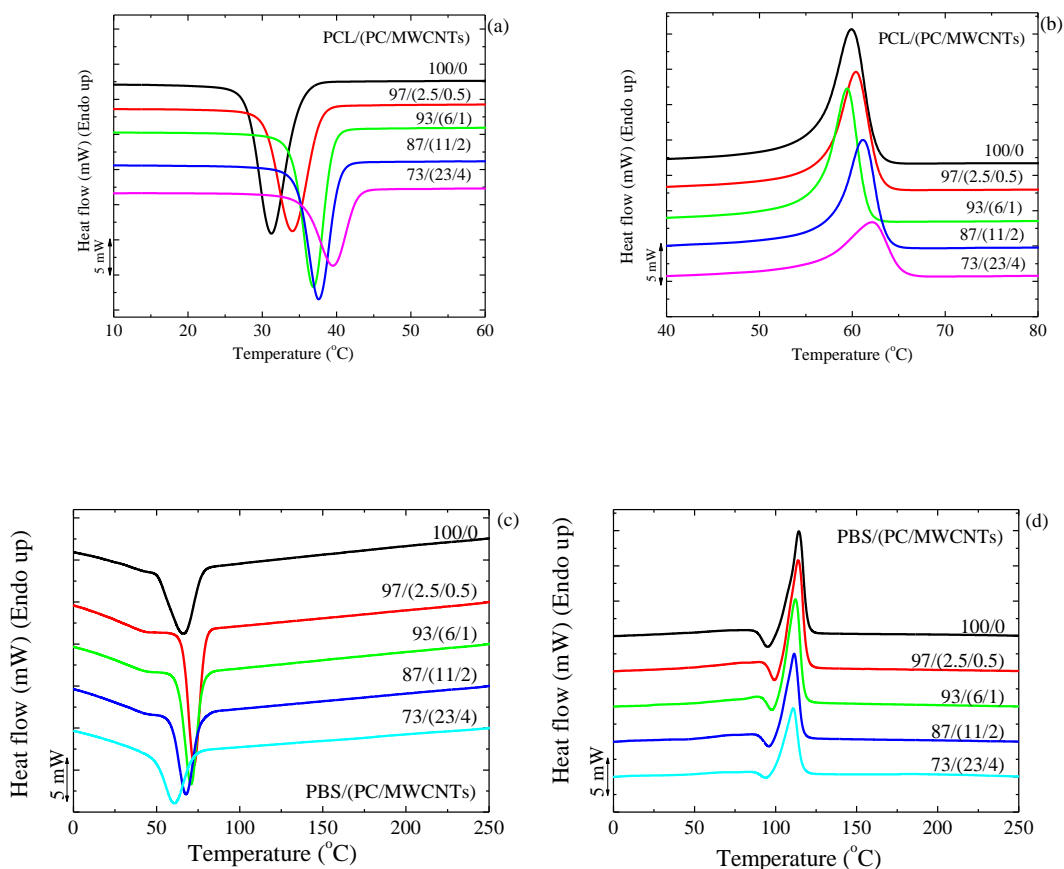 (a)
PCL/(PC/MWCNTs)
100/0
97/(2.5/0.5)
93/(6/1)
87/(11/2)
73/(23/4)
Heat flow (mW) (Endo up)
5 mW
10 20 30 40 50 60
Temperature (°C)
(b)
PCL/(PC/MWCNTs)
100/0
97/(2.5/0.5)
93/(6/1)
87/(11/2)
73/(23/4)
Heat flow (mW) (Endo up)
5 mW
40 50 60 70 80
Temperature (°C)
(c)
100/0
97/(2.5/0.5)
93/(6/1)
87/(11/2)
73/(23/4)
PBS/(PC/MWCNTs)
Heat flow (mW) (Endo up)
5 mW
0 50 100 150 200 250
Temperature (°C)
(d)
PBS/(PC/MWCNTs)
100/0
97/(2.5/0.5)
93/(6/1)
87/(11/2)
73/(23/4)
Heat flow (mW) (Endo up)
5 mW
0 50 100 150 200 250
Temperature (°C)